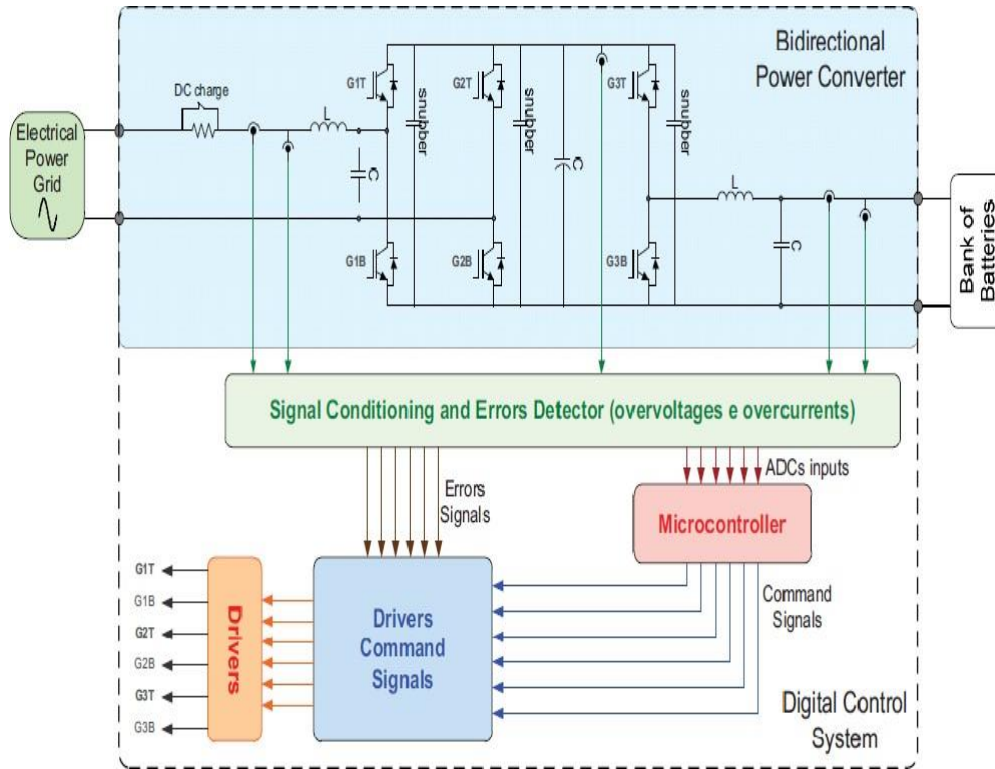 Bidirectional
Power Converter
DC charge
L
C
G1T
G2T
G3T
snubber
snubber
snubber
C
G1B
G2B
G3B
L
C
Electrical
Power
Grid
Bank of
Batteries
Signal Conditioning and Errors Detector (overvoltages e overcurrents)
Errors
Signals
ADCs inputs
Microcontroller
Command
Signals
Drivers
Command
Signals
Drivers
G1T
G1B
G2T
G2B
G3T
G3B
Digital Control
System